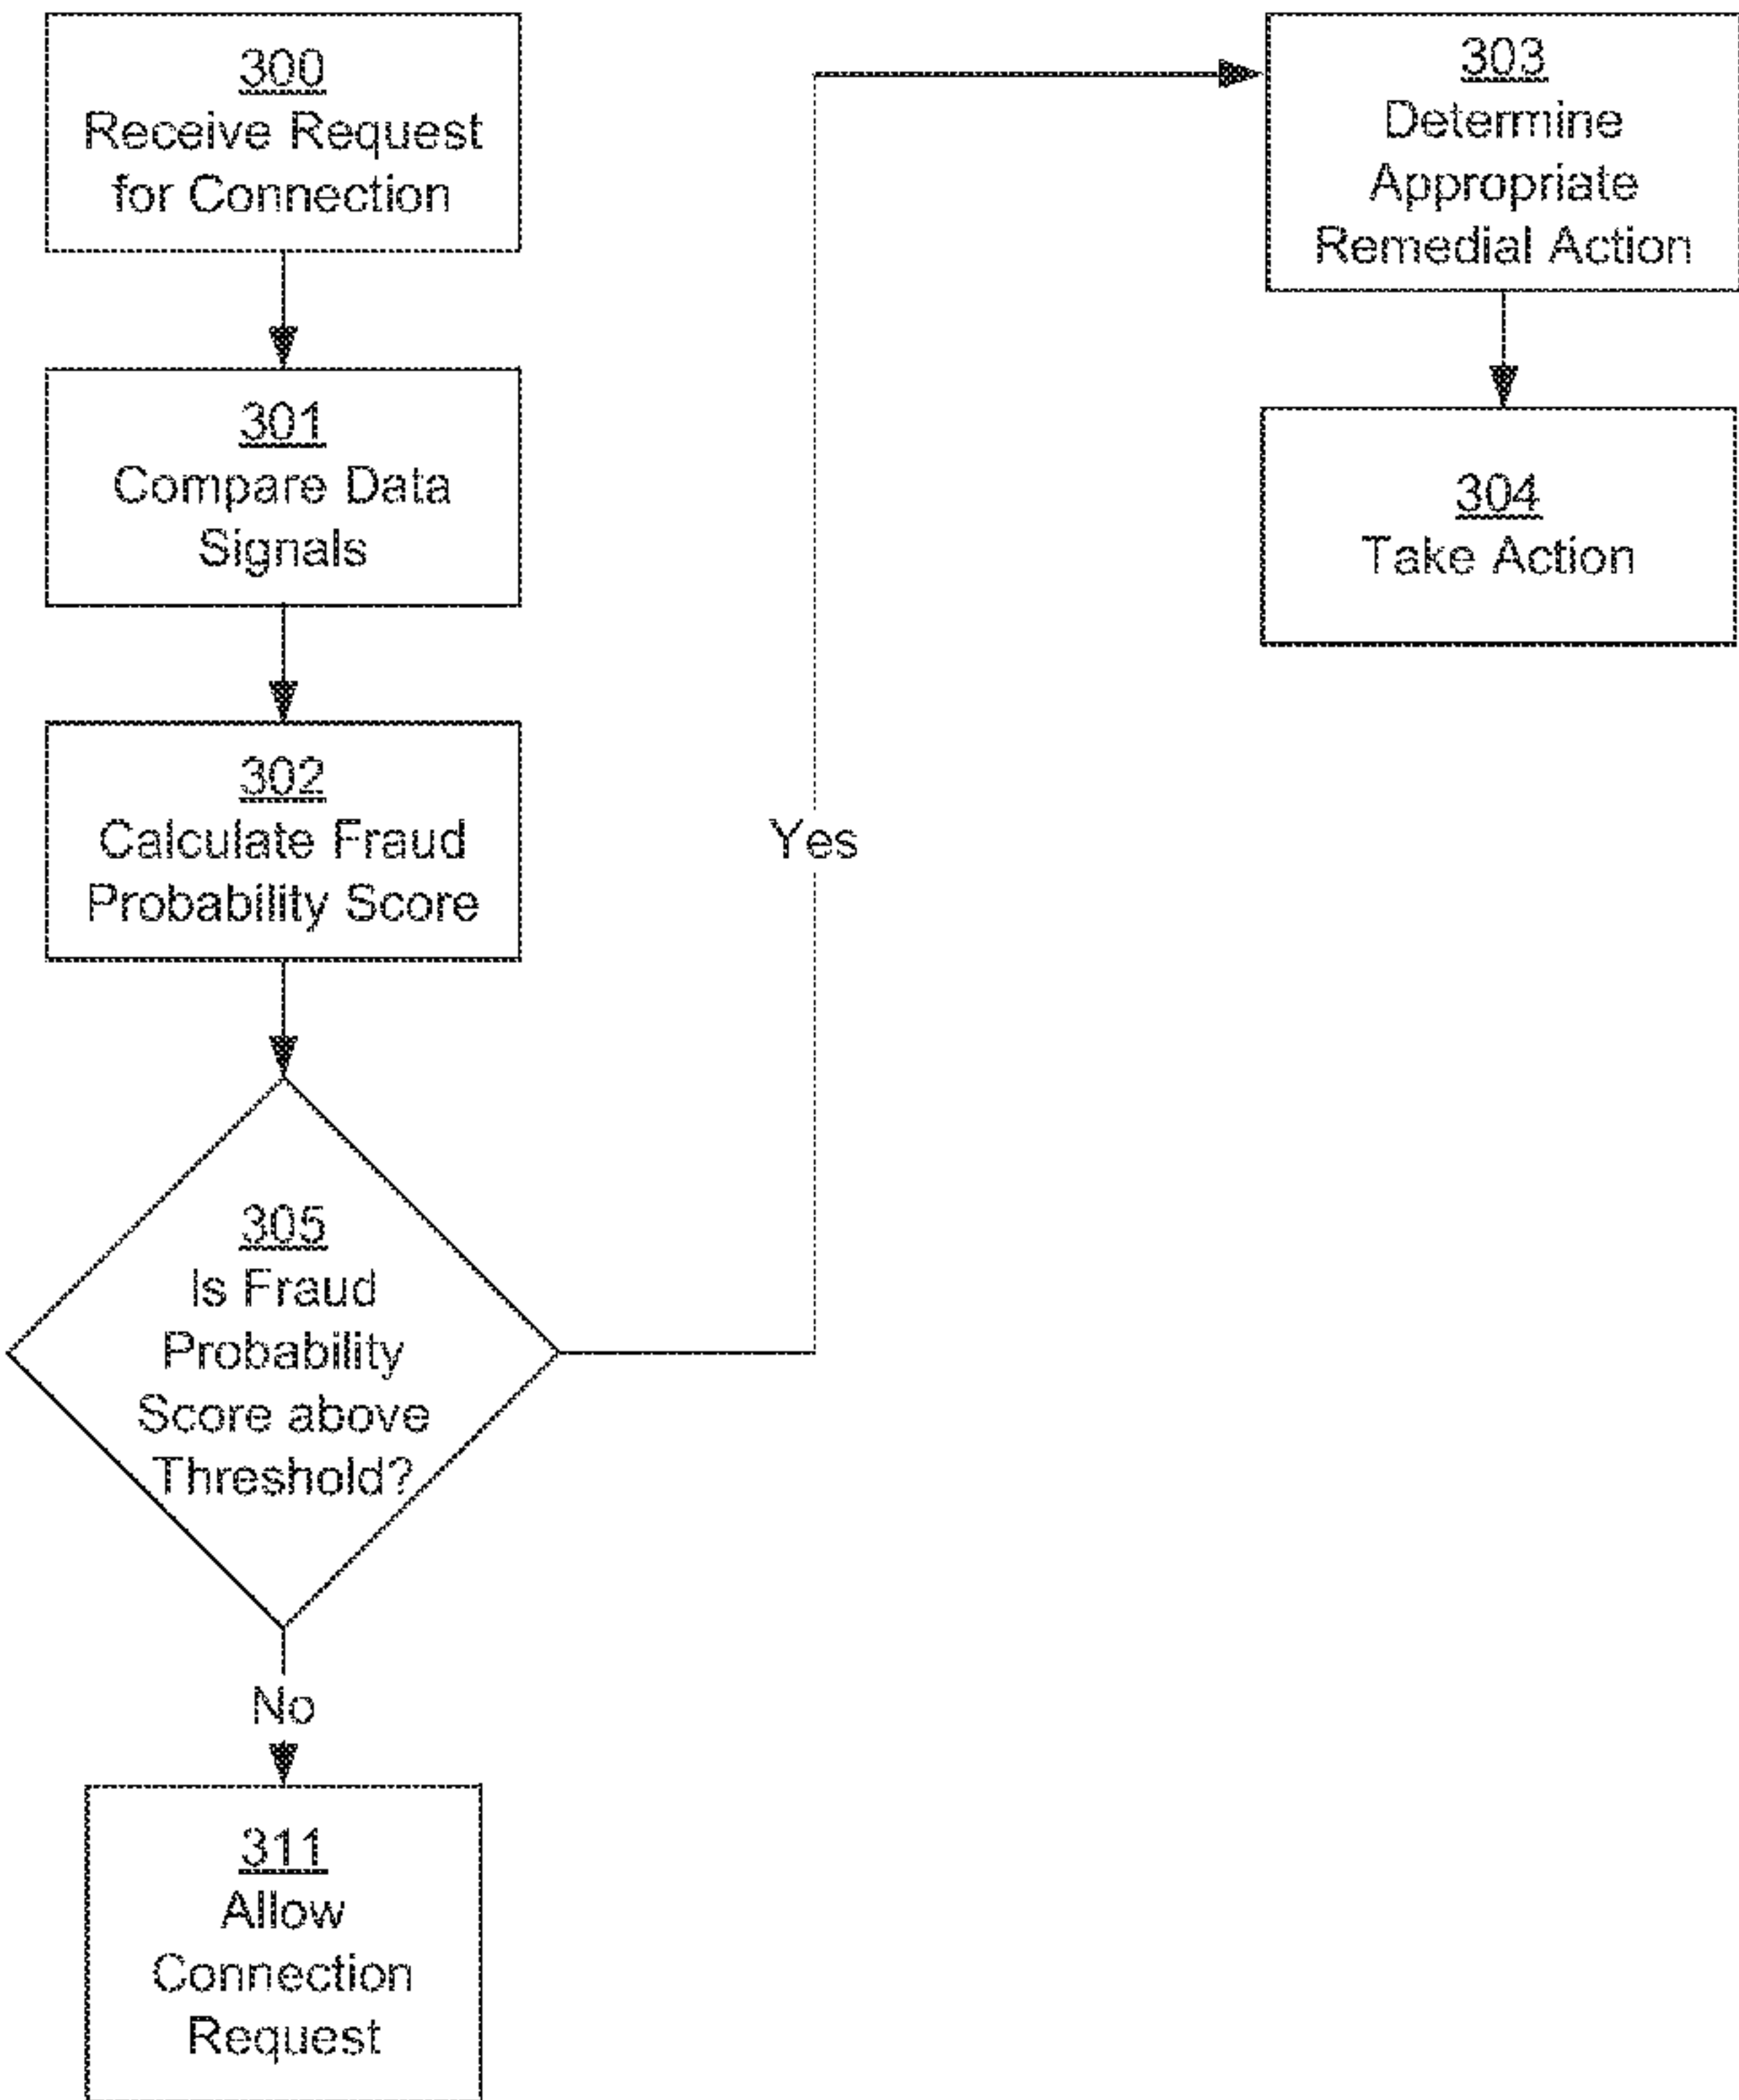 300
Receive Request
for Connection
301
Compare Data
Signals
302
Calculate Fraud
Probability Score
305
Is Fraud
Probability
Score above
Threshold?
No
311
Allow
Connection
Request
Yes
303
Determine
Appropriate
Remedial Action
304
Take Action